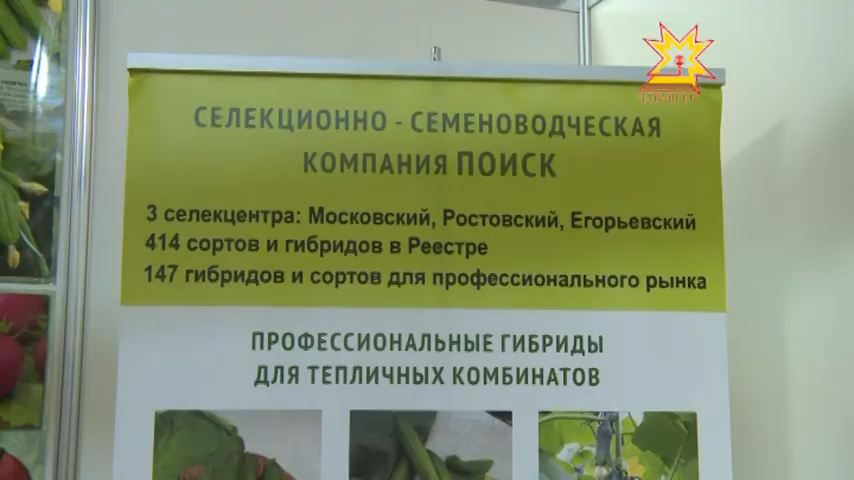 СЕЛЕКЦИОННО - СЕМЕНОВОДЧЕСКАЯ
КОМПАНИЯ ПОИСК
3 селекцентра: Московский, Ростовский, Егорьевский
414 сортов и гибридов в Реестре
147 гибридов и сортов для профессионального рынка
ПРОФЕССИОНАЛЬНЫЕ ГИБРИДЫ
ДЛЯ ТЕПЛИЧНЫХ КОМБИНАТОВ